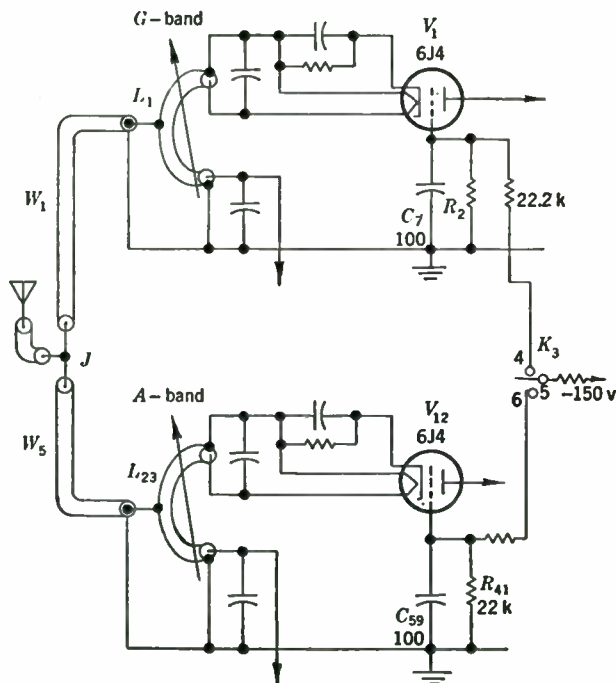 G-band
V1
6J4
L1
W1
C7
100
R2
22.2 k
J
4
K3
5
6
-150 v
A-band
V12
6J4
W5
L23
C59
100
R41
22 k